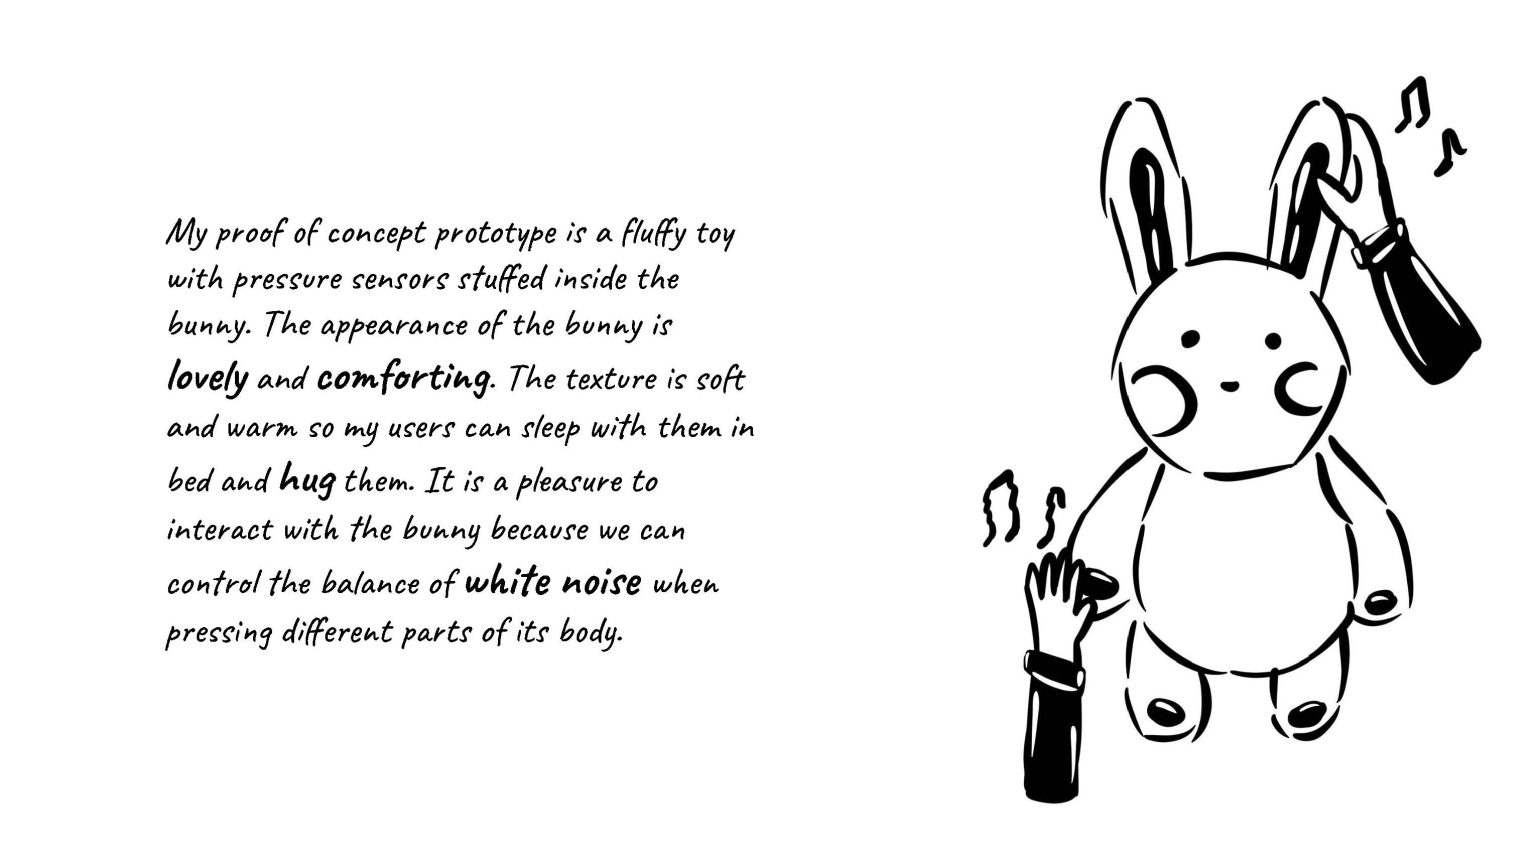 My proof of concept prototype is a fluffy toy
with pressure sensors stuffed inside the
bunny. The appearance of the bunny is
lovely and comforting. The texture is soft
and warm so my users can sleep with them in
bed and hug them. It is a pleasure to
interact with the bunny because we can
control the balance of white noise when
pressing different parts of its body.